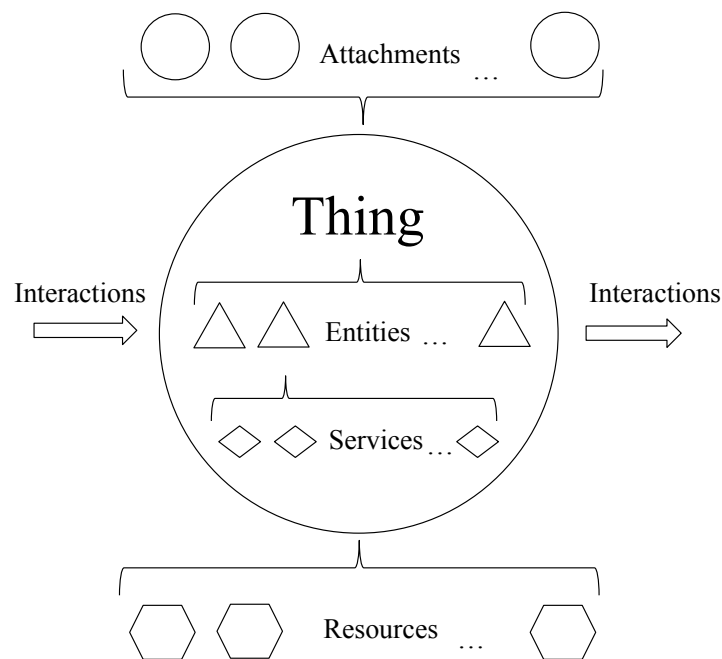 Attachments ...
Thing
Interactions
Interactions
Entities ...
Services ...
Resources ...